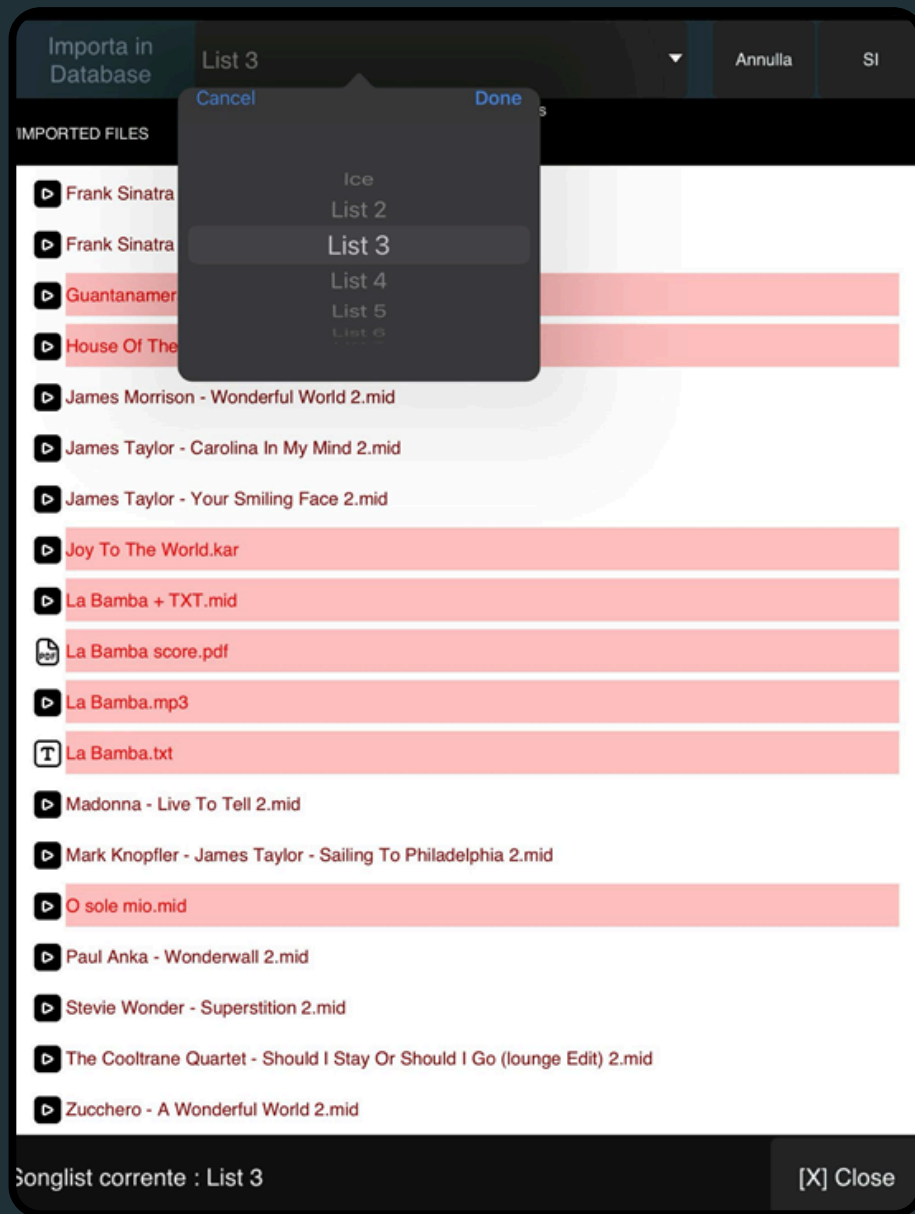 Importa in
Database
List 3
Annulla
SI
Cancel
Done
s
IMPORTED FILES
Ice
List 2
List 3
List 4
List 5
List 6
Frank Sinatra
Frank Sinatra
Guantanamer
House Of The
James Morrison - Wonderful World 2.mid
James Taylor - Carolina In My Mind 2.mid
James Taylor - Your Smiling Face 2.mid
Joy To The World.kar
La Bamba + TXT.mid
PDF
La Bamba score.pdf
La Bamba.mp3
T
La Bamba.txt
Madonna - Live To Tell 2.mid
Mark Knopfler - James Taylor - Sailing To Philadelphia 2.mid
O sole mio.mid
Paul Anka - Wonderwall 2.mid
Stevie Wonder - Superstition 2.mid
The Cooltrane Quartet - Should I Stay Or Should I Go (lounge Edit) 2.mid
Zucchero - A Wonderful World 2.mid
Songlist corrente : List 3
[X] Close